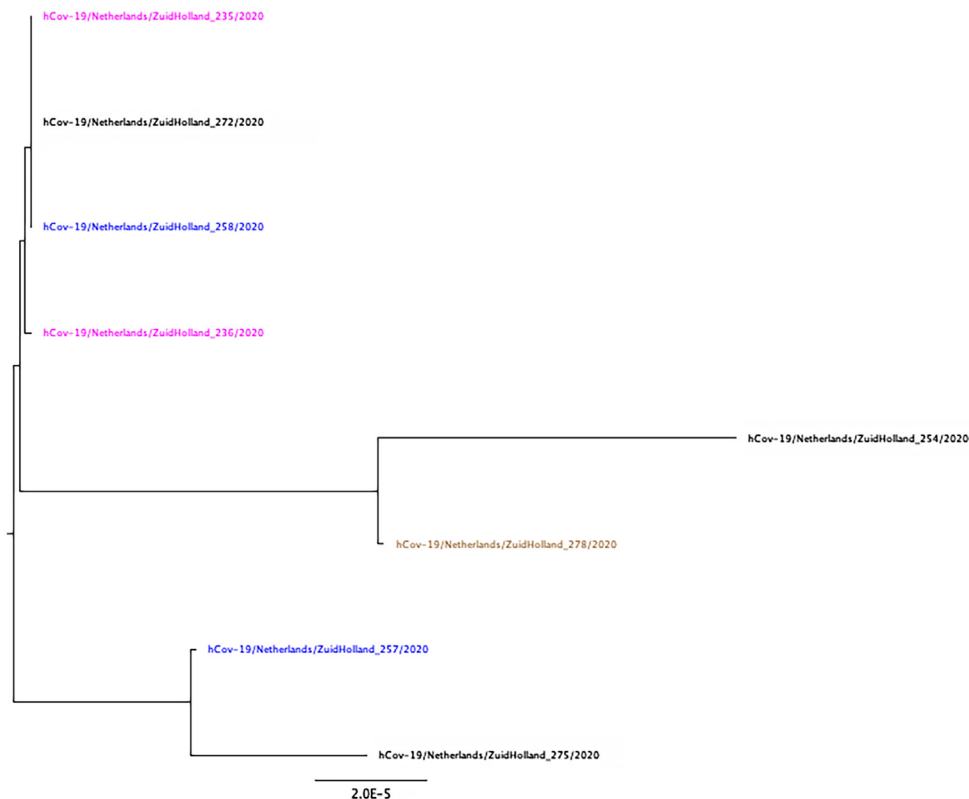 hCov-19/Netherlands/ZuidHolland_235/2020
hCov-19/Netherlands/ZuidHolland_272/2020
hCov-19/Netherlands/ZuidHolland_258/2020
hCov-19/Netherlands/ZuidHolland_236/2020
hCov-19/Netherlands/ZuidHolland_254/2020
hCov-19/Netherlands/ZuidHolland_278/2020
hCov-19/Netherlands/ZuidHolland_257/2020
hCov-19/Netherlands/ZuidHolland_275/2020
2.0E-5